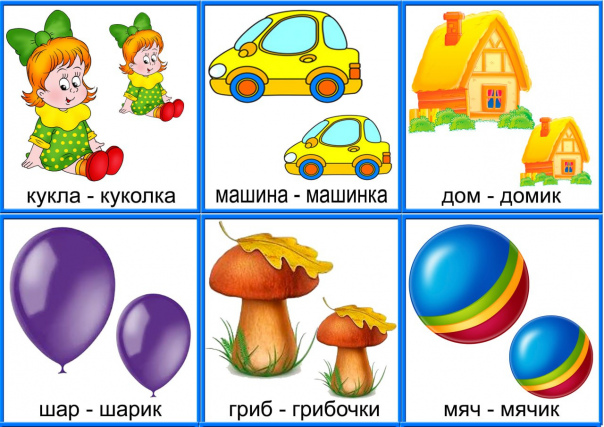 кукла - куколка
машина - машинка
дом - домик
шар - шарик
гриб - грибочки
мяч - мячик